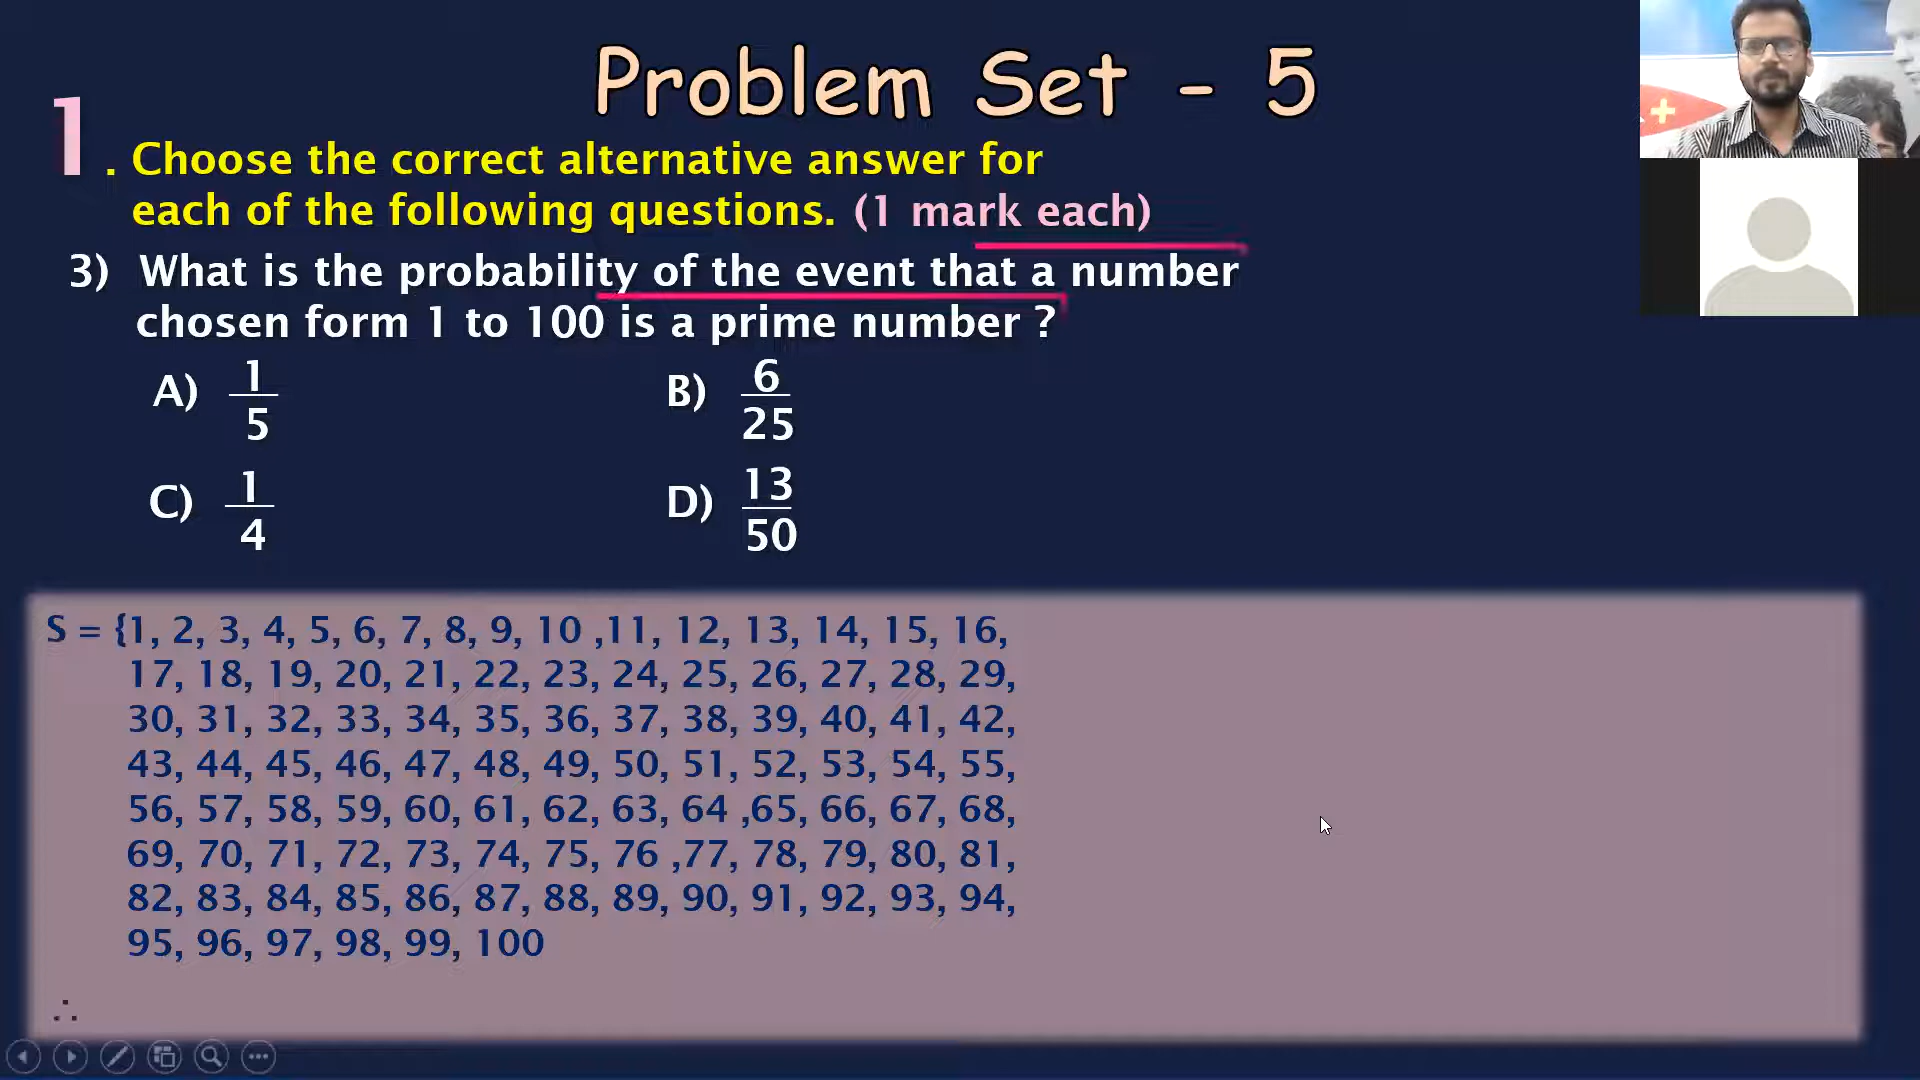 Problem Set - 5
1. Choose the correct alternative answer for
each of the following questions. (1 mark each)
3) What is the probability of the event that a number
chosen form 1 to 100 is a prime number ?
A) 1/5 B) 6/25
C) 1/4 D) 13/50
S = {1, 2, 3, 4, 5, 6, 7, 8, 9, 10 ,11, 12, 13, 14, 15, 16,
17, 18, 19, 20, 21, 22, 23, 24, 25, 26, 27, 28, 29,
30, 31, 32, 33, 34, 35, 36, 37, 38, 39, 40, 41, 42,
43, 44, 45, 46, 47, 48, 49, 50, 51, 52, 53, 54, 55,
56, 57, 58, 59, 60, 61, 62, 63, 64 ,65, 66, 67, 68,
69, 70, 71, 72, 73, 74, 75, 76 ,77, 78, 79, 80, 81,
82, 83, 84, 85, 86, 87, 88, 89, 90, 91, 92, 93, 94,
95, 96, 97, 98, 99, 100
∴